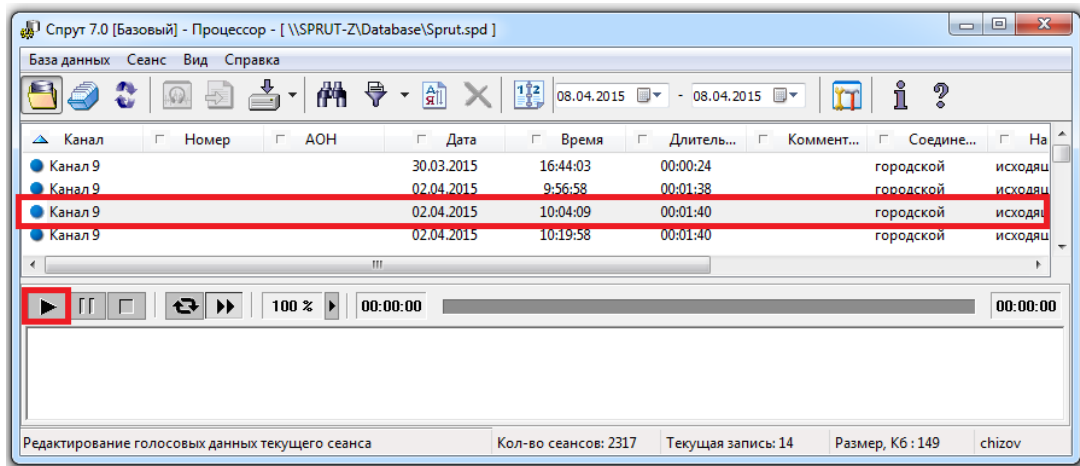 Спрут 7.0 [Базовый] - Процессор - [ \\SPRUT-Z\Database\Sprut.spd ]
База данных Сеанс Вид Справка
08.04.2015 - 08.04.2015
Канал Номер АОН Дата Время Длитель... Коммент... Соедине... На
Канал 9 30.03.2015 16:44:03 00:00:24 городской исходящ
Канал 9 02.04.2015 9:56:58 00:01:38 городской исходящ
Канал 9 02.04.2015 10:04:09 00:01:40 городской исходящ
Канал 9 02.04.2015 10:19:58 00:01:40 городской исходящ
100 % 00:00:00 00:00:00
Редактирование голосовых данных текущего сеанса Кол-во сеансов: 2317 Текущая запись: 14 Размер, Кб : 149 chizov